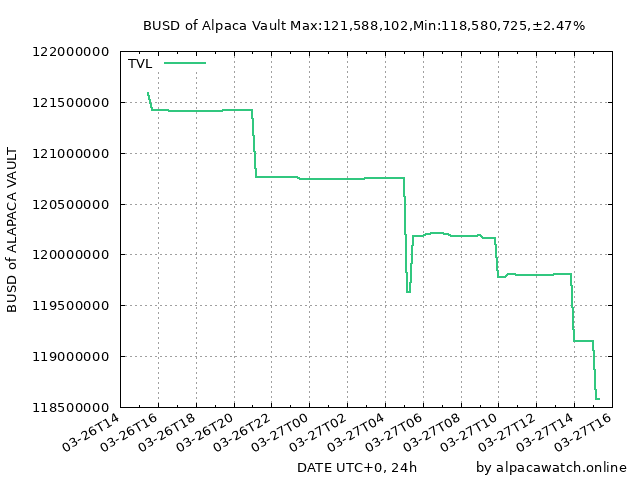 BUSD of Alpaca Vault Max:121,588,102,Min:118,580,725,±2.47%
TVL
122000000
121500000
121000000
120500000
120000000
119500000
119000000
118500000
BUSD of ALAPACA VAULT
03-26T14
03-26T16
03-26T18
03-26T20
03-26T22
03-27T00
03-27T02
03-27T04
03-27T06
03-27T08
03-27T10
03-27T12
03-27T14
03-27T16
DATE UTC+0, 24h
by alpacawatch.online